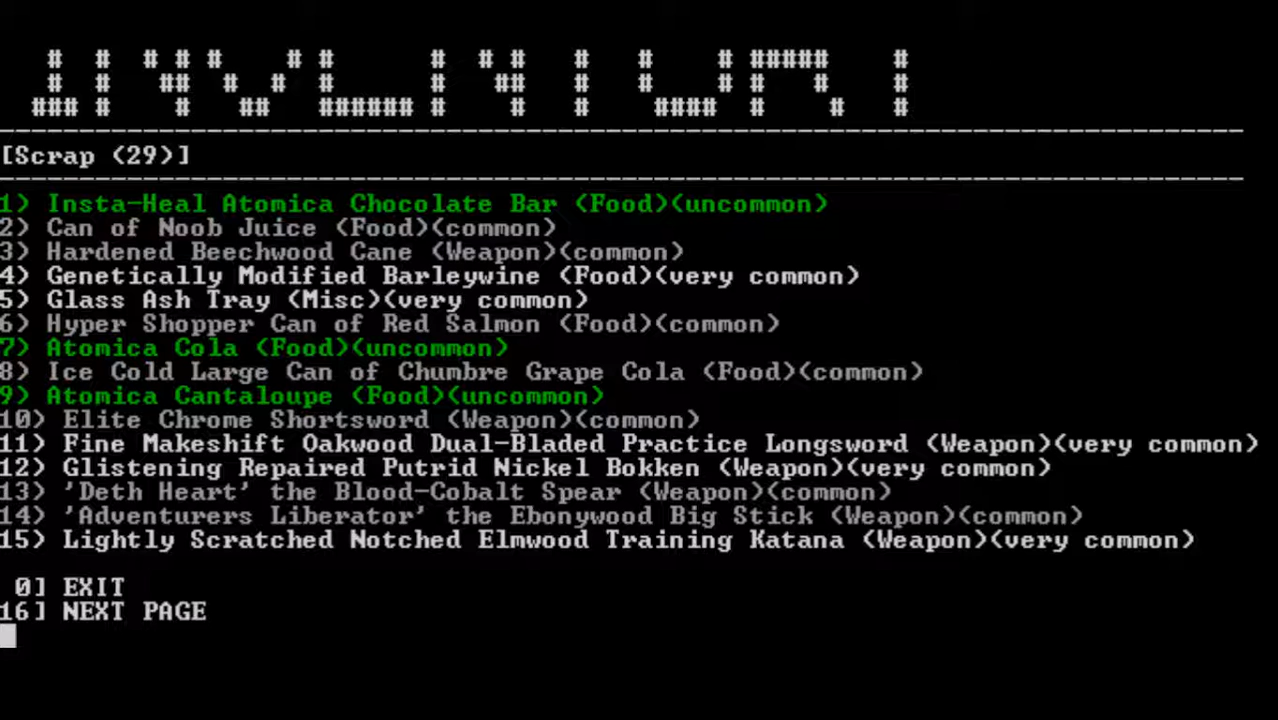 INVENTORY
[Scrap (29)]
1) Insta-Heal Atomica Chocolate Bar (Food)(uncommon)
2) Can of Noob Juice (Food)(common)
3) Hardened Beechwood Cane (Weapon)(common)
4) Genetically Modified Barleywine (Food)(very common)
5) Glass Ash Tray (Misc)(very common)
6) Hyper Shopper Can of Red Salmon (Food)(common)
7) Atomica Cola (Food)(uncommon)
8) Ice Cold Large Can of Chumbre Grape Cola (Food)(common)
9) Atomica Cantaloupe (Food)(uncommon)
10) Elite Chrome Shortsword (Weapon)(common)
11) Fine Makeshift Oakwood Dual-Bladed Practice Longsword (Weapon)(very common)
12) Glistening Repaired Putrid Nickel Bokken (Weapon)(very common)
13) 'Deth Heart' the Blood-Cobalt Spear (Weapon)(common)
14) 'Adventurers Liberator' the Ebonywood Big Stick (Weapon)(common)
15) Lightly Scratched Notched Elmwood Training Katana (Weapon)(very common)
0] EXIT
16] NEXT PAGE